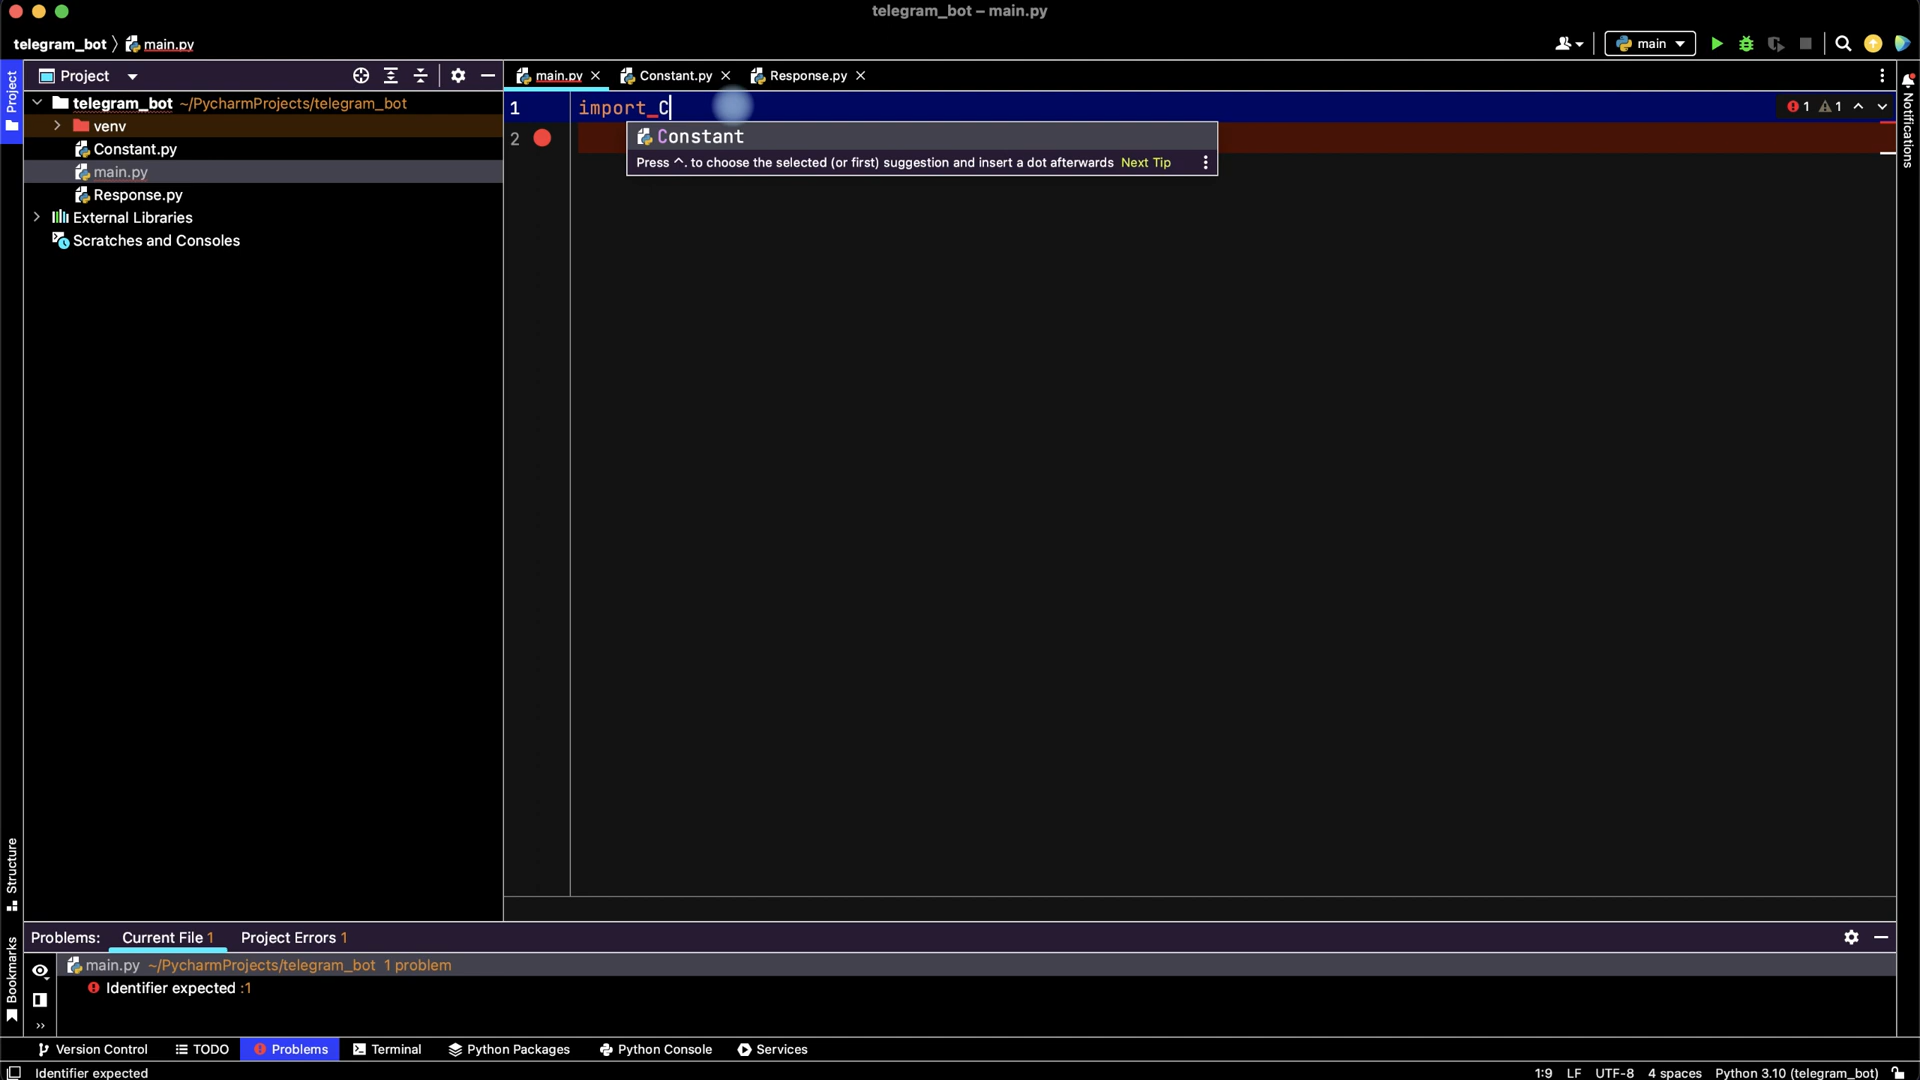 telegram_bot – main.py
telegram_bot main.py
main
Project
main.py Constant.py Response.py
Project
telegram_bot ~/PycharmProjects/telegram_bot
venv
Constant.py
main.py
Response.py
External Libraries
Scratches and Consoles
1 import C
1 1
2
Constant
Press ^. to choose the selected (or first) suggestion and insert a dot afterwards Next Tip
Notifications
Structure
Bookmarks
Problems: Current File 1 Project Errors 1
main.py ~/PycharmProjects/telegram_bot 1 problem
Identifier expected :1
Version Control TODO Problems Terminal Python Packages Python Console Services
Identifier expected 1:9 LF UTF-8 4 spaces Python 3.10 (telegram_bot)